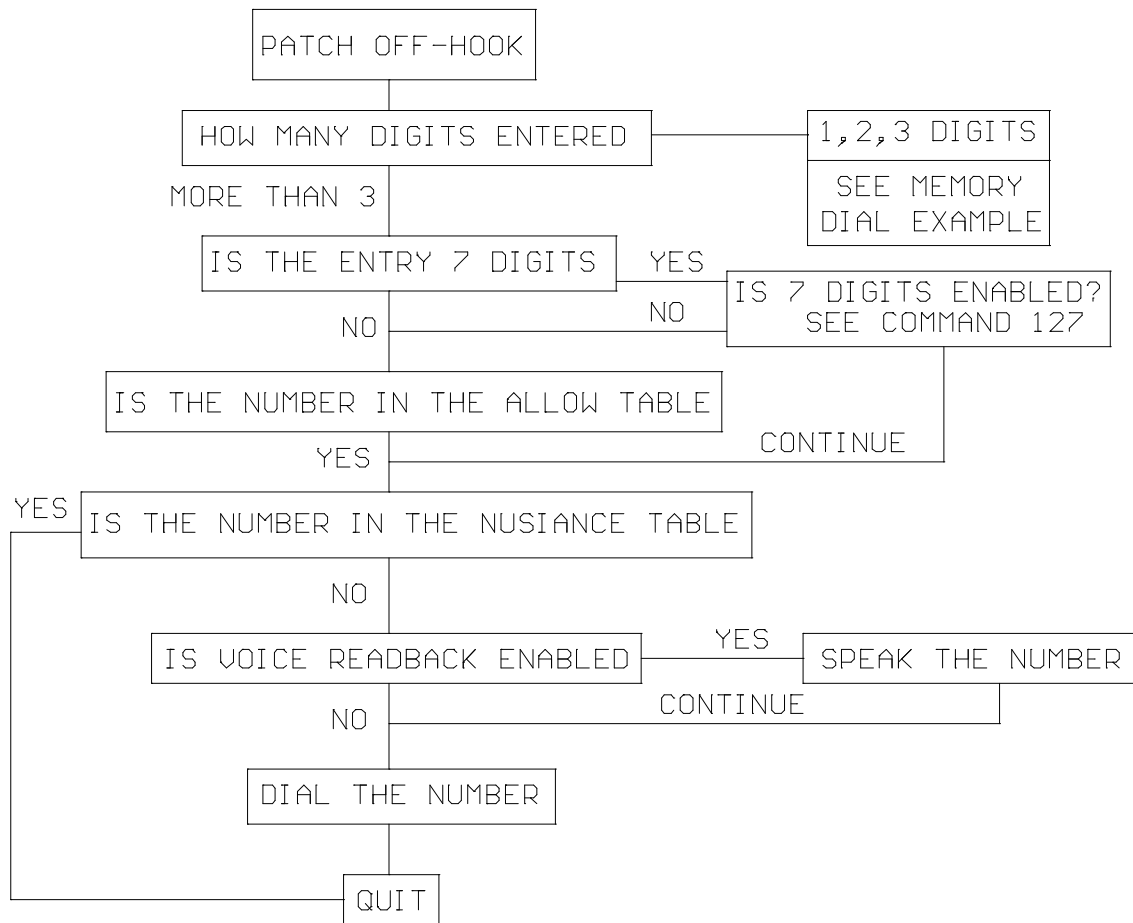 PATCH OFF-HOOK
HOW MANY DIGITS ENTERED
1,2,3 DIGITS
SEE MEMORY
DIAL EXAMPLE
MORE THAN 3
IS THE ENTRY 7 DIGITS
YES
IS 7 DIGITS ENABLED?
SEE COMMAND 127
NO
NO
IS THE NUMBER IN THE ALLOW TABLE
CONTINUE
YES
YES
IS THE NUMBER IN THE NUSIANCE TABLE
NO
IS VOICE READBACK ENABLED
YES
SPEAK THE NUMBER
CONTINUE
NO
DIAL THE NUMBER
QUIT